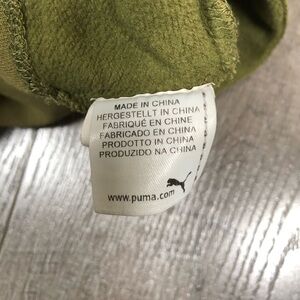 MADE IN CHINA
HERGESTELLT IN CHINA
FABRIQUÉ EN CHINE
FABRICADO EN CHINA
PRODOTTO IN CHINA
PRODUZIDO NA CHINA
www.puma.com